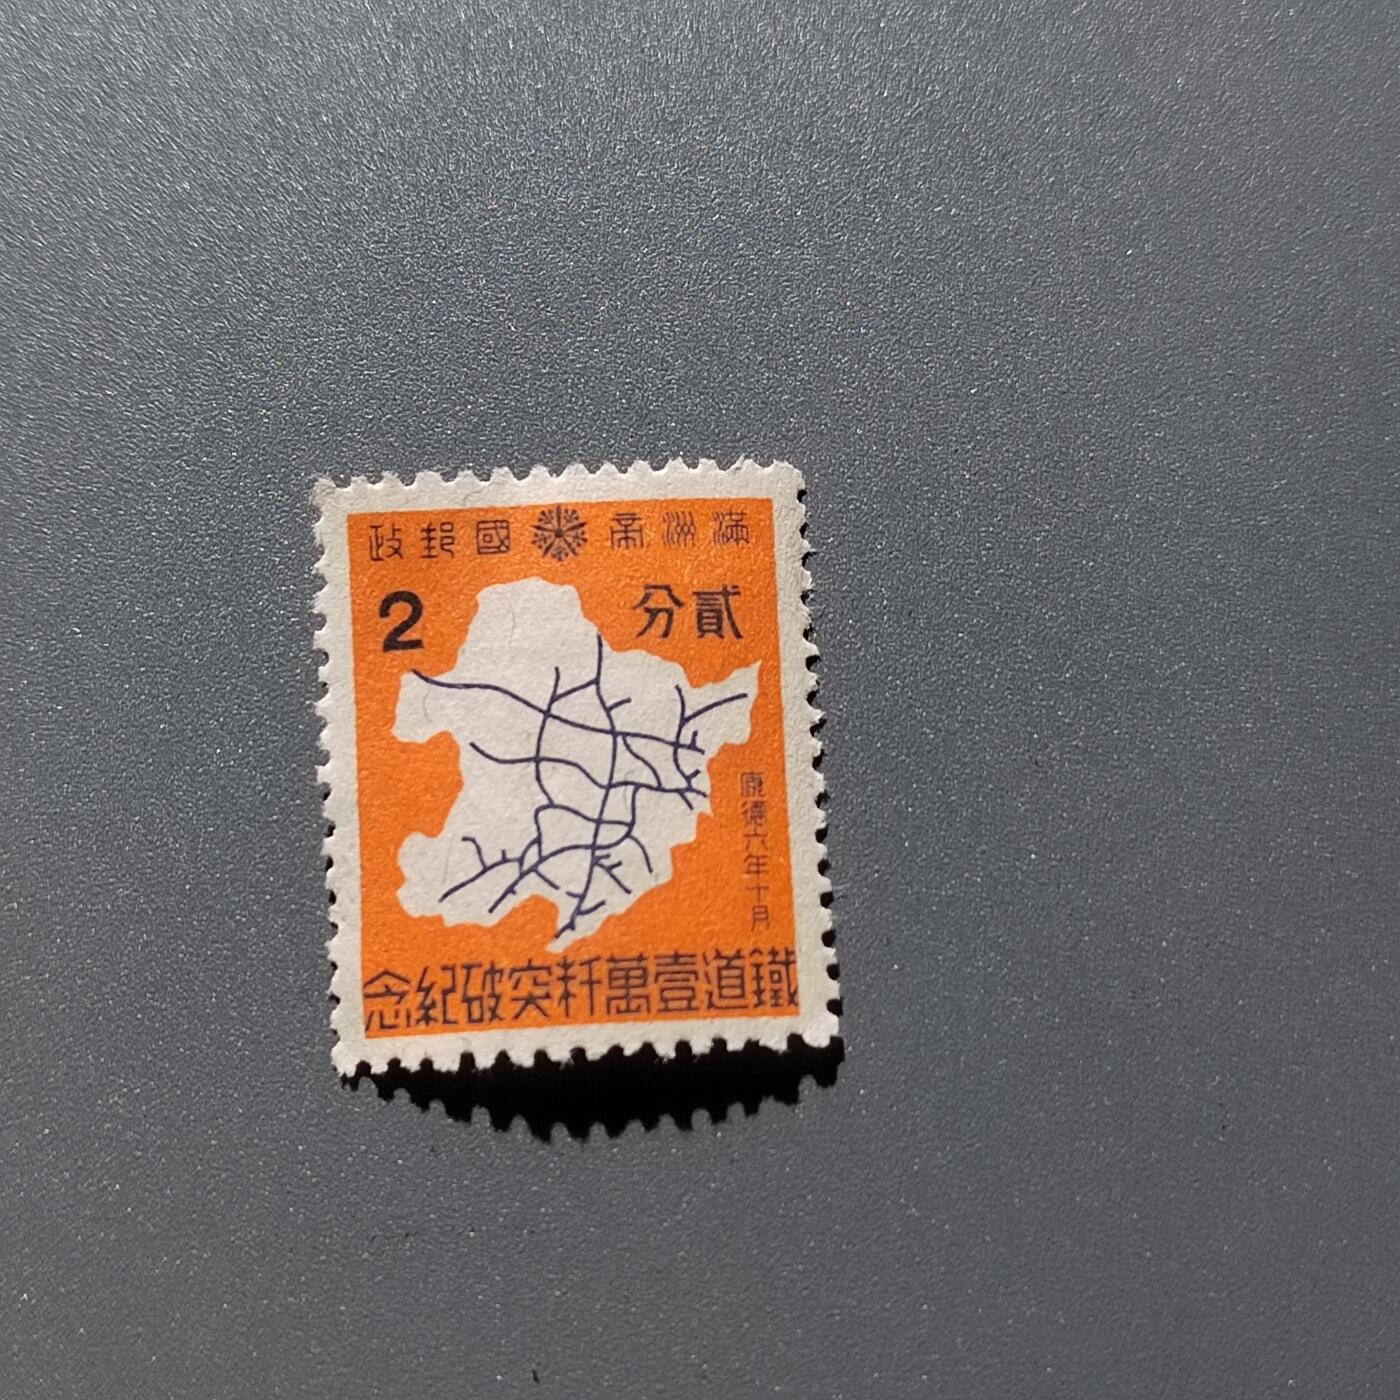 滿洲帝國郵政
貳分
2
康德六年十月
鐵道壹萬粁突破紀念